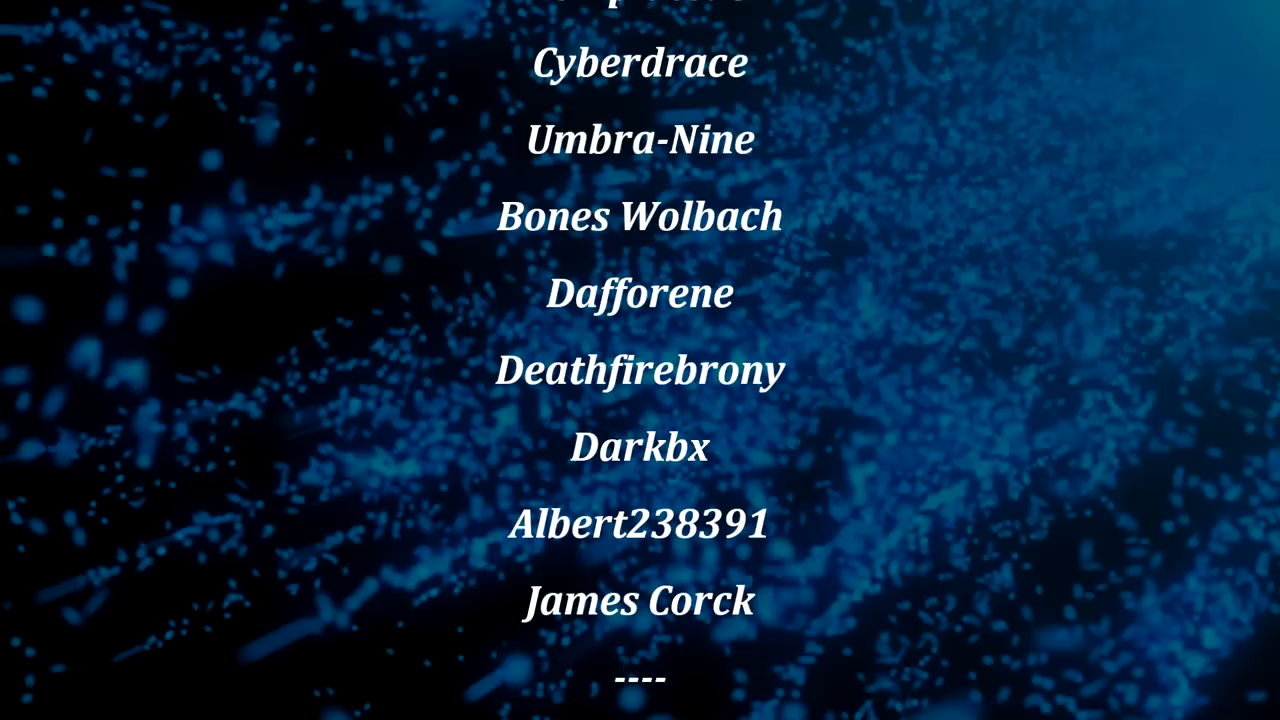 Cyberdrace
Umbra-Nine
Bones Wolbach
Dafforene
Deathfirebrony
Darkbx
Albert238391
James Corck
----